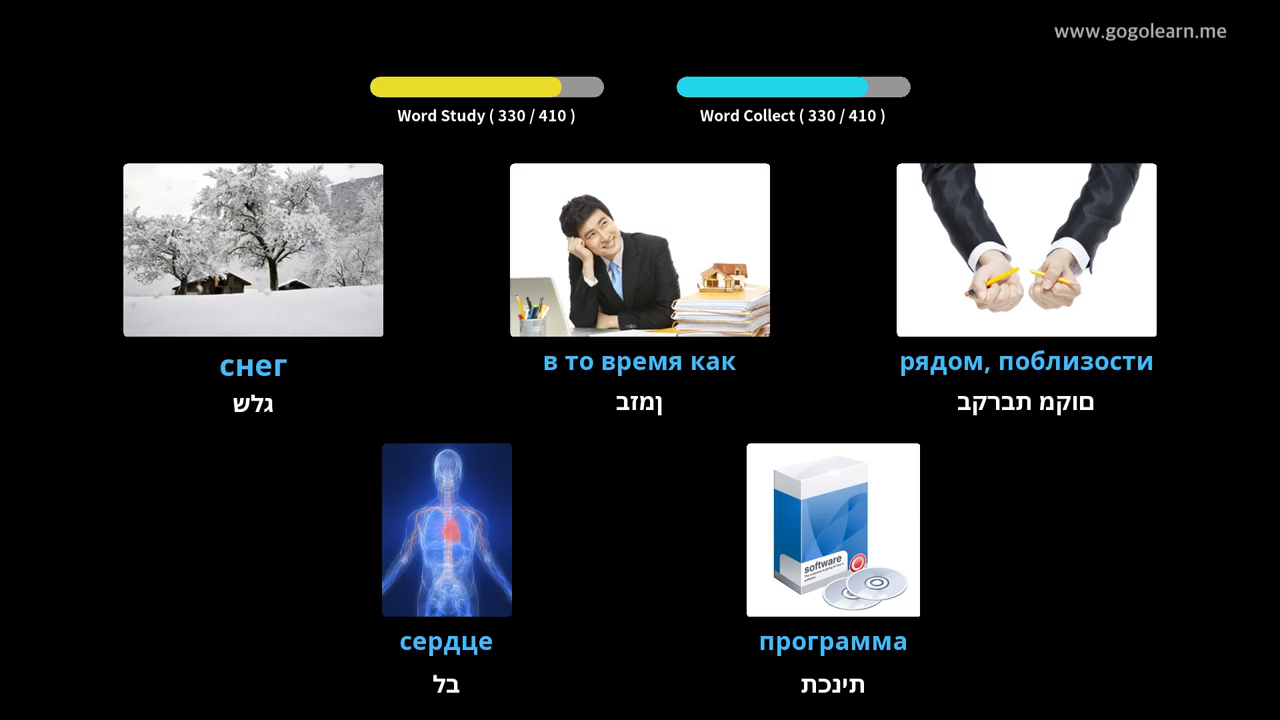 www.gogolearn.me
Word Study ( 330 / 410 )
Word Collect ( 330 / 410 )
снег
שלג
в то время как
בזמן
рядом, поблизости
בקרבת מקום
сердце
לב
software
программа
תכנית